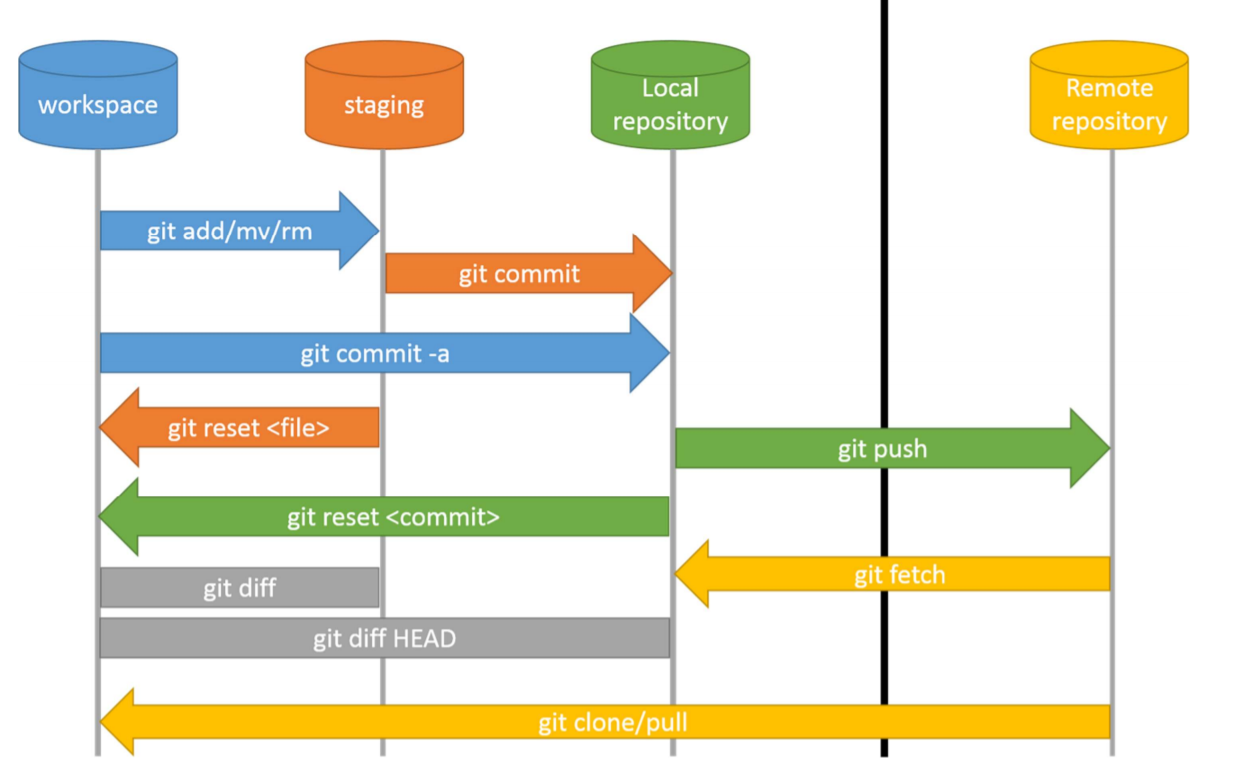 workspace
staging
Local
repository
Remote
repository
git add/mv/rm
git commit
git commit -a
git reset <file>
git push
git reset <commit>
git fetch
git diff
git diff HEAD
git clone/pull